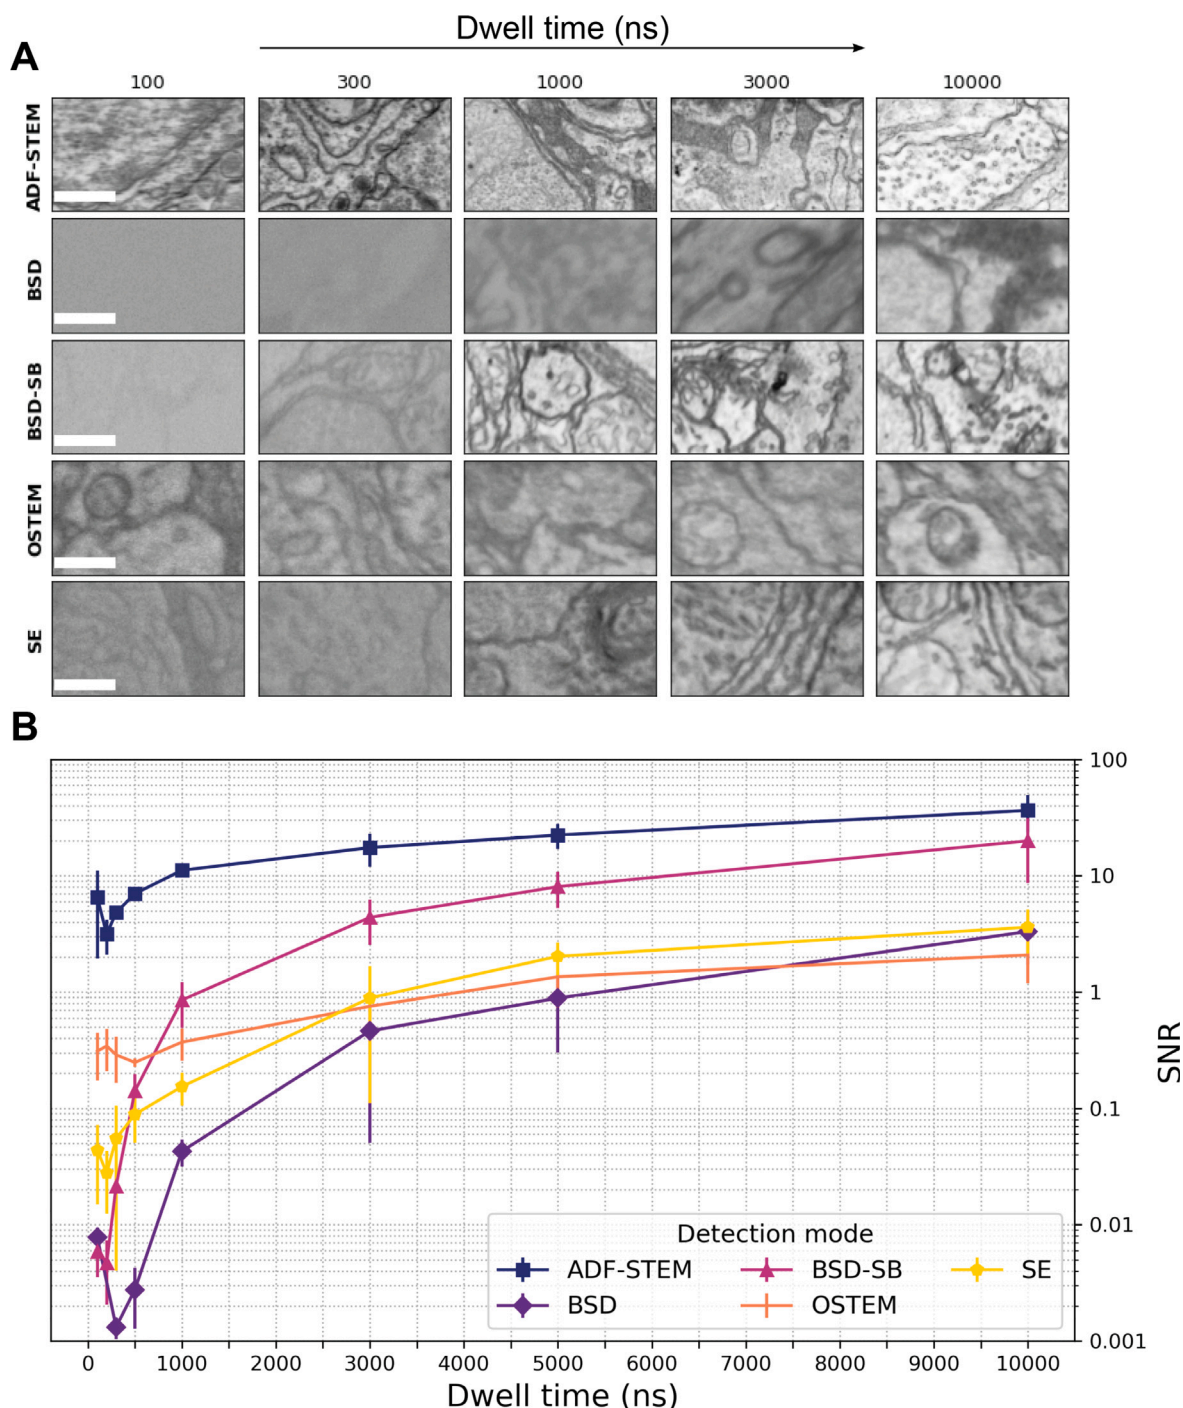 Dwell time (ns)
A
100 300 1000 3000 10000
ADF-STEM
BSD
BSD-SB
OSTEM
SE
B
100
10
1
0.1
0.01
0.001
SNR
Detection mode
ADF-STEM BSD-SB SE
BSD OSTEM
0 1000 2000 3000 4000 5000 6000 7000 8000 9000 10000
Dwell time (ns)